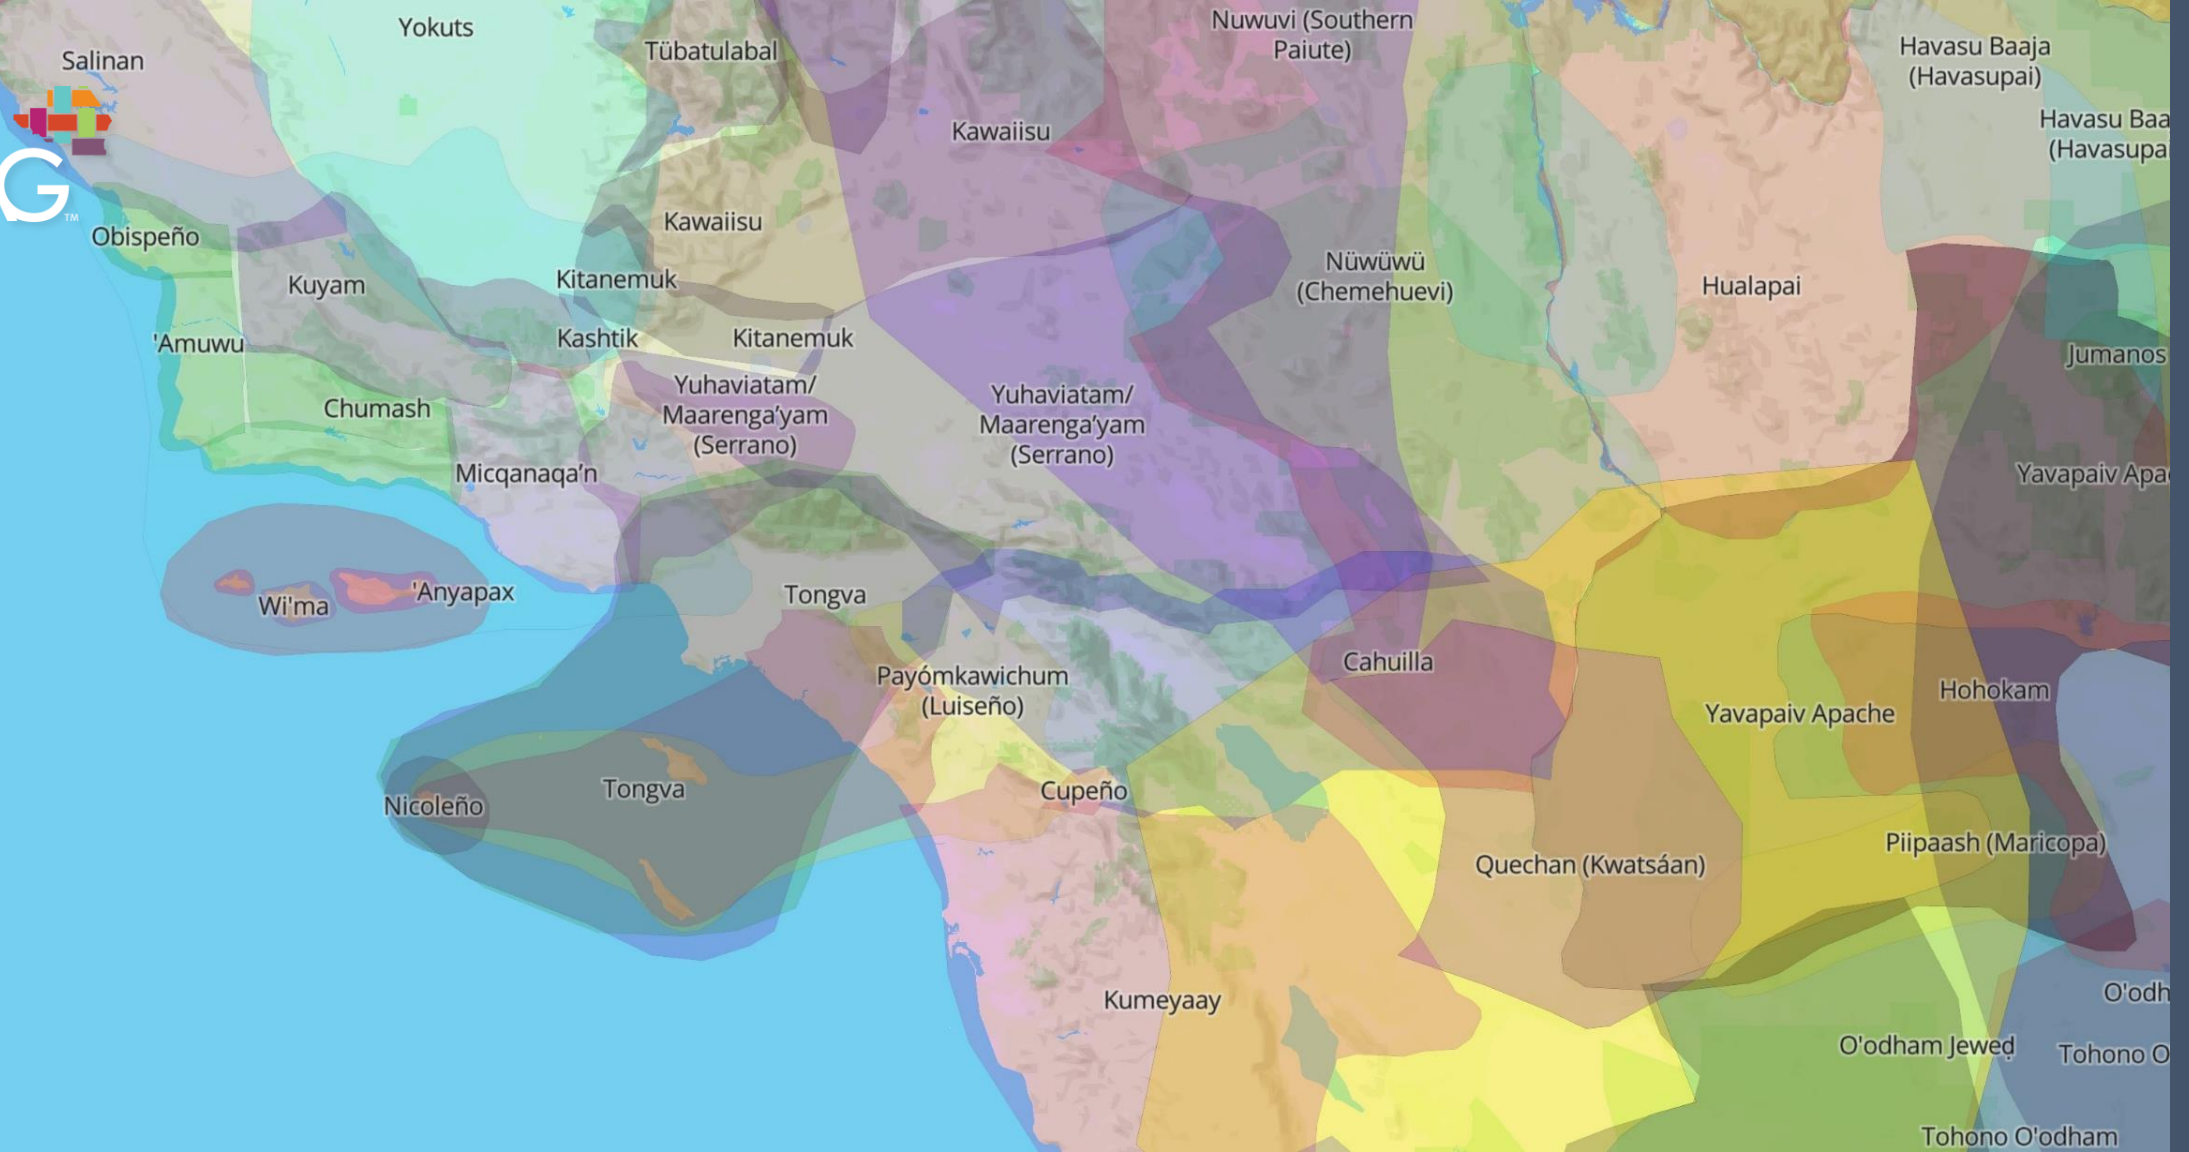 Yokuts
Nuwuvi (Southern
Paiute)
Salinan
Tübatulabal
Havasu Baaja
(Havasupai)
Kawaiisu
Havasu Baa
(Havasupai
G
TM
Kawaiisu
Obispeño
Kuyam
Kitanemuk
Nüwüwü
(Chemehuevi)
Hualapai
'Amuwu
Kashtik
Kitanemuk
Jumanos
Yuhaviatam/
Maarenga'yam
(Serrano)
Yuhaviatam/
Maarenga'yam
(Serrano)
Chumash
Micqanaqa’n
Yavapaiv Apa
Wi'ma
'Anyapax
Tongva
Cahuilla
Payómkawichum
(Luiseño)
Hohokam
Yavapaiv Apache
Nicoleño
Tongva
Cupeño
Piipaash (Maricopa)
Quechan (Kwatsáan)
Kumeyaay
O'odh
O'odham Jeweḍ
Tohono O
Tohono O'odham